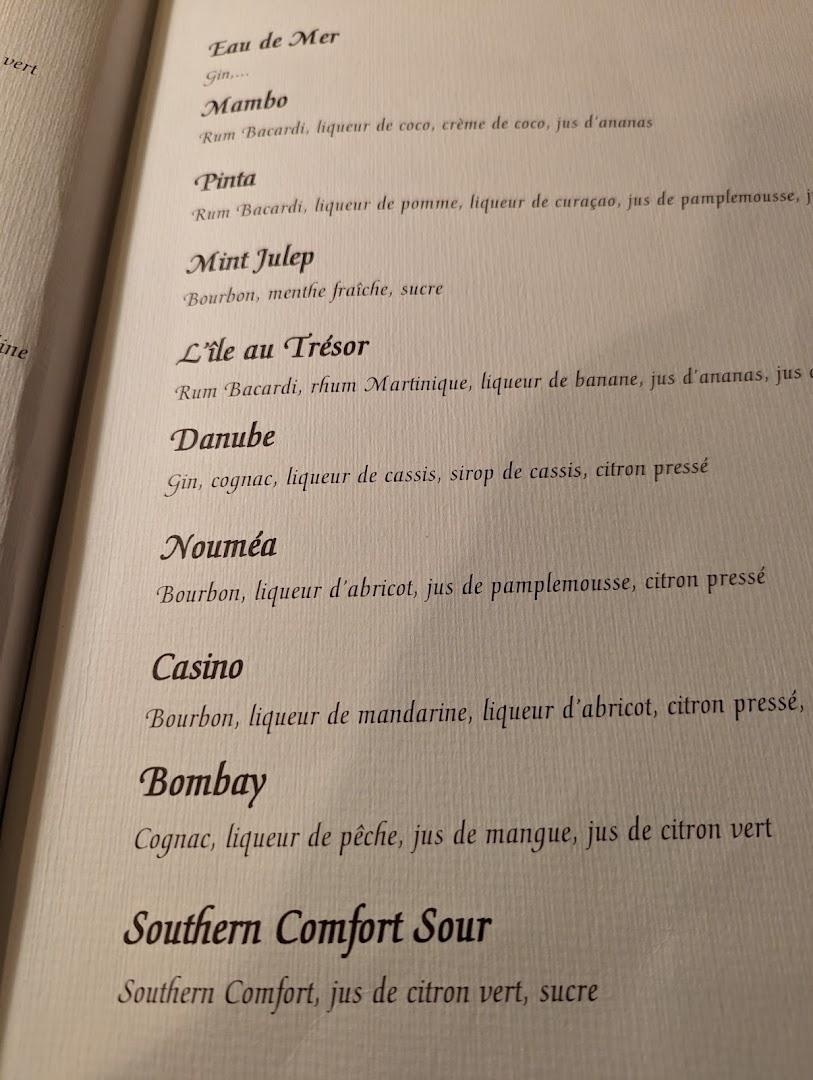 vert
ine
Eau de Mer
Gin,...
Mambo
Rum Bacardi, liqueur de coco, crème de coco, jus d'ananas
Pinta
Rum Bacardi, liqueur de pomme, liqueur de curaçao, jus de pamplemousse,
Mint Julep
Bourbon, menthe fraîche, sucre
L'île au Trésor
Rum Bacardi, rhum Martinique, liqueur de banane, jus d'ananas, jus
Danube
Gin, cognac, liqueur de cassis, sirop de cassis, citron pressé
Nouméa
Bourbon, liqueur d'abricot, jus de pamplemousse, citron pressé
Casino
Bourbon, liqueur de mandarine, liqueur d'abricot, citron pressé,
Bombay
Cognac, liqueur de pêche, jus de mangue, jus de citron vert
Southern Comfort Sour
Southern Comfort, jus de citron vert, sucre